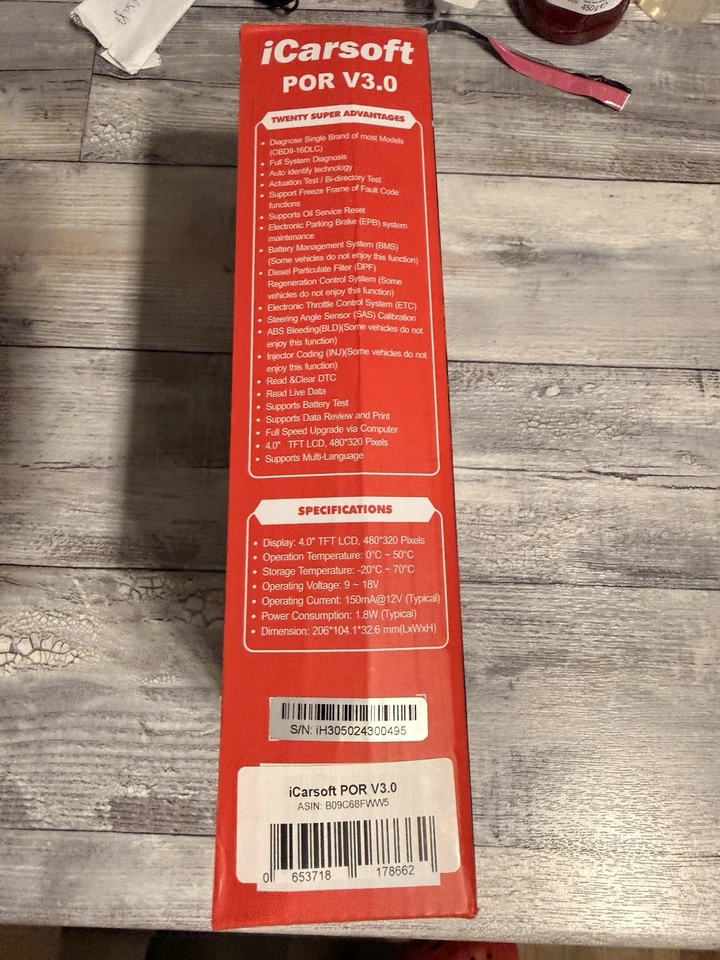 iCarsoft
POR V3.0
TWENTY SUPER ADVANTAGES
• Diagnose Single Brand of most Models
(OBDII-16DLC)
• Full System Diagnosis
• Auto identify technology
• Actuation Test / Bi-directory Test
• Support Freeze Frame of Fault Code
functions
• Supports Oil Service Reset
• Electronic Parking Brake (EPB) system
maintenance
• Battery Management System (BMS)
(Some vehicles do not enjoy this function)
• Diesel Particulate Filter (DPF)
Regeneration Control System (Some
vehicles do not enjoy this function)
• Electronic Throttle Control System (ETC)
• Steering Angle Sensor (SAS) Calibration
• ABS Bleeding(BLD)(Some vehicles do not
enjoy this function)
• Injector Coding (INJ)(Some vehicles do not
enjoy this function)
• Read &Clear DTC
• Read Live Data
• Supports Battery Test
• Supports Data Review and Print
• Full Speed Upgrade via Computer
• 4.0" TFT LCD, 480*320 Pixels
• Supports Multi-Language
SPECIFICATIONS
• Display: 4.0" TFT LCD, 480*320 Pixels
• Operation Temperature: 0°C ~ 50°C
• Storage Temperature: -20°C ~ 70°C
• Operating Voltage: 9 ~ 18V
• Operating Current: 150mA@12V (Typical)
• Power Consumption: 1.8W (Typical)
• Dimension: 206*104.1*32.6 mm(LxWxH)
S/N: iH305024300495
iCarsoft POR V3.0
ASIN: B09C68FWW5
0 653718 178662
450g e